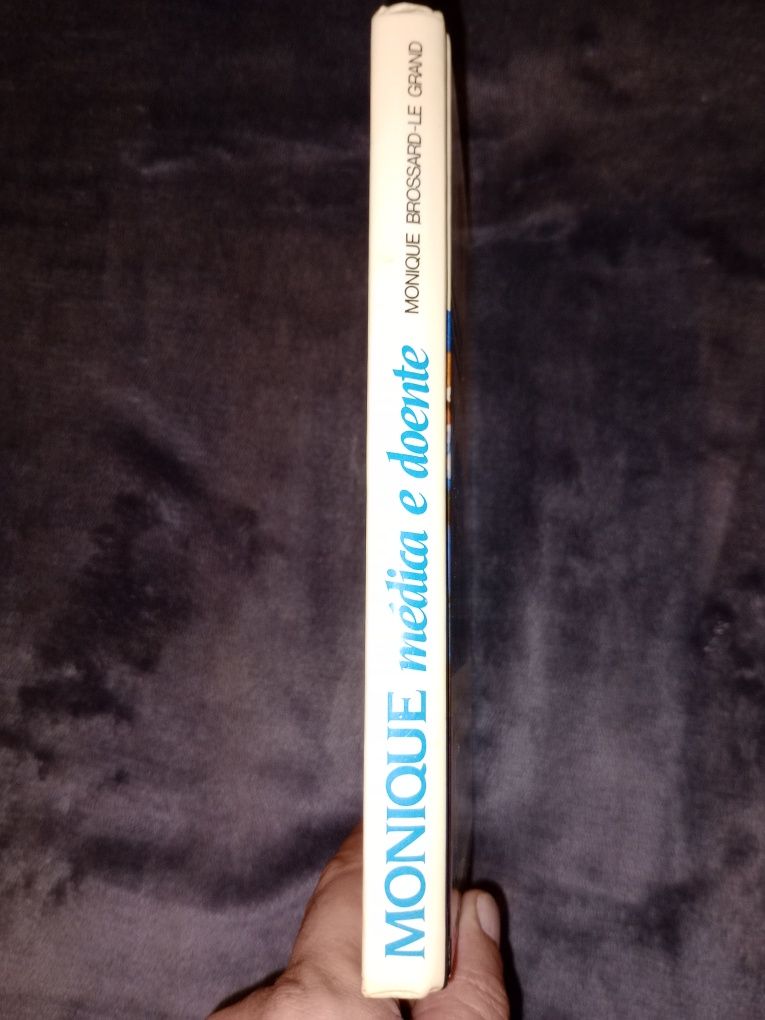 MONIQUE médica e doente
MONIQUE BROSSARD-LE GRAND